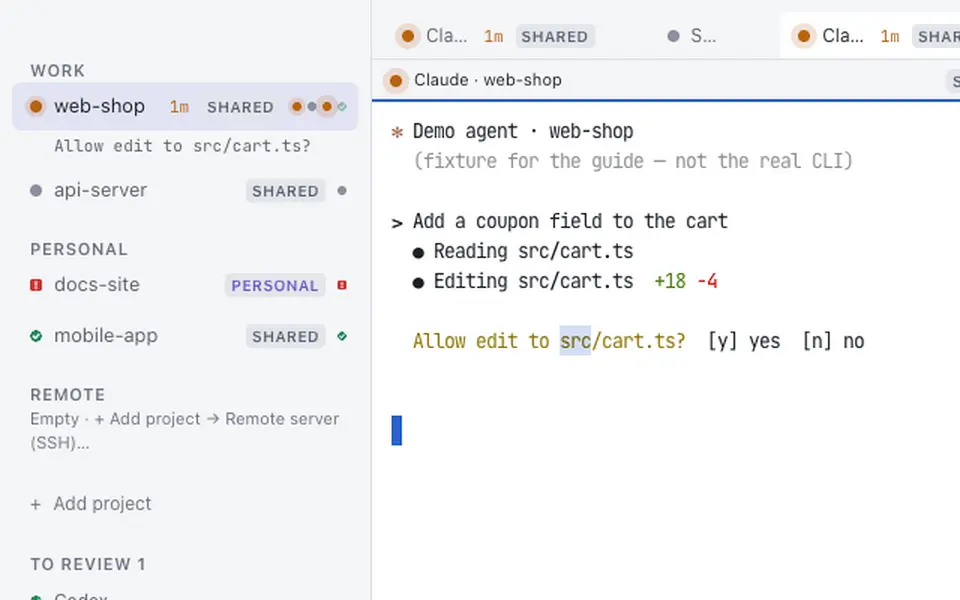 WORK
web-shop 1m SHARED
Allow edit to src/cart.ts?
api-server SHARED
PERSONAL
docs-site PERSONAL
mobile-app SHARED
REMOTE
Empty · + Add project → Remote server
(SSH)...
+ Add project
TO REVIEW 1
Cla... 1m SHARED S... Cla... 1m
Claude · web-shop
* Demo agent · web-shop
(fixture for the guide — not the real CLI)
> Add a coupon field to the cart
● Reading src/cart.ts
● Editing src/cart.ts +18 -4
Allow edit to src/cart.ts? [y] yes [n] no